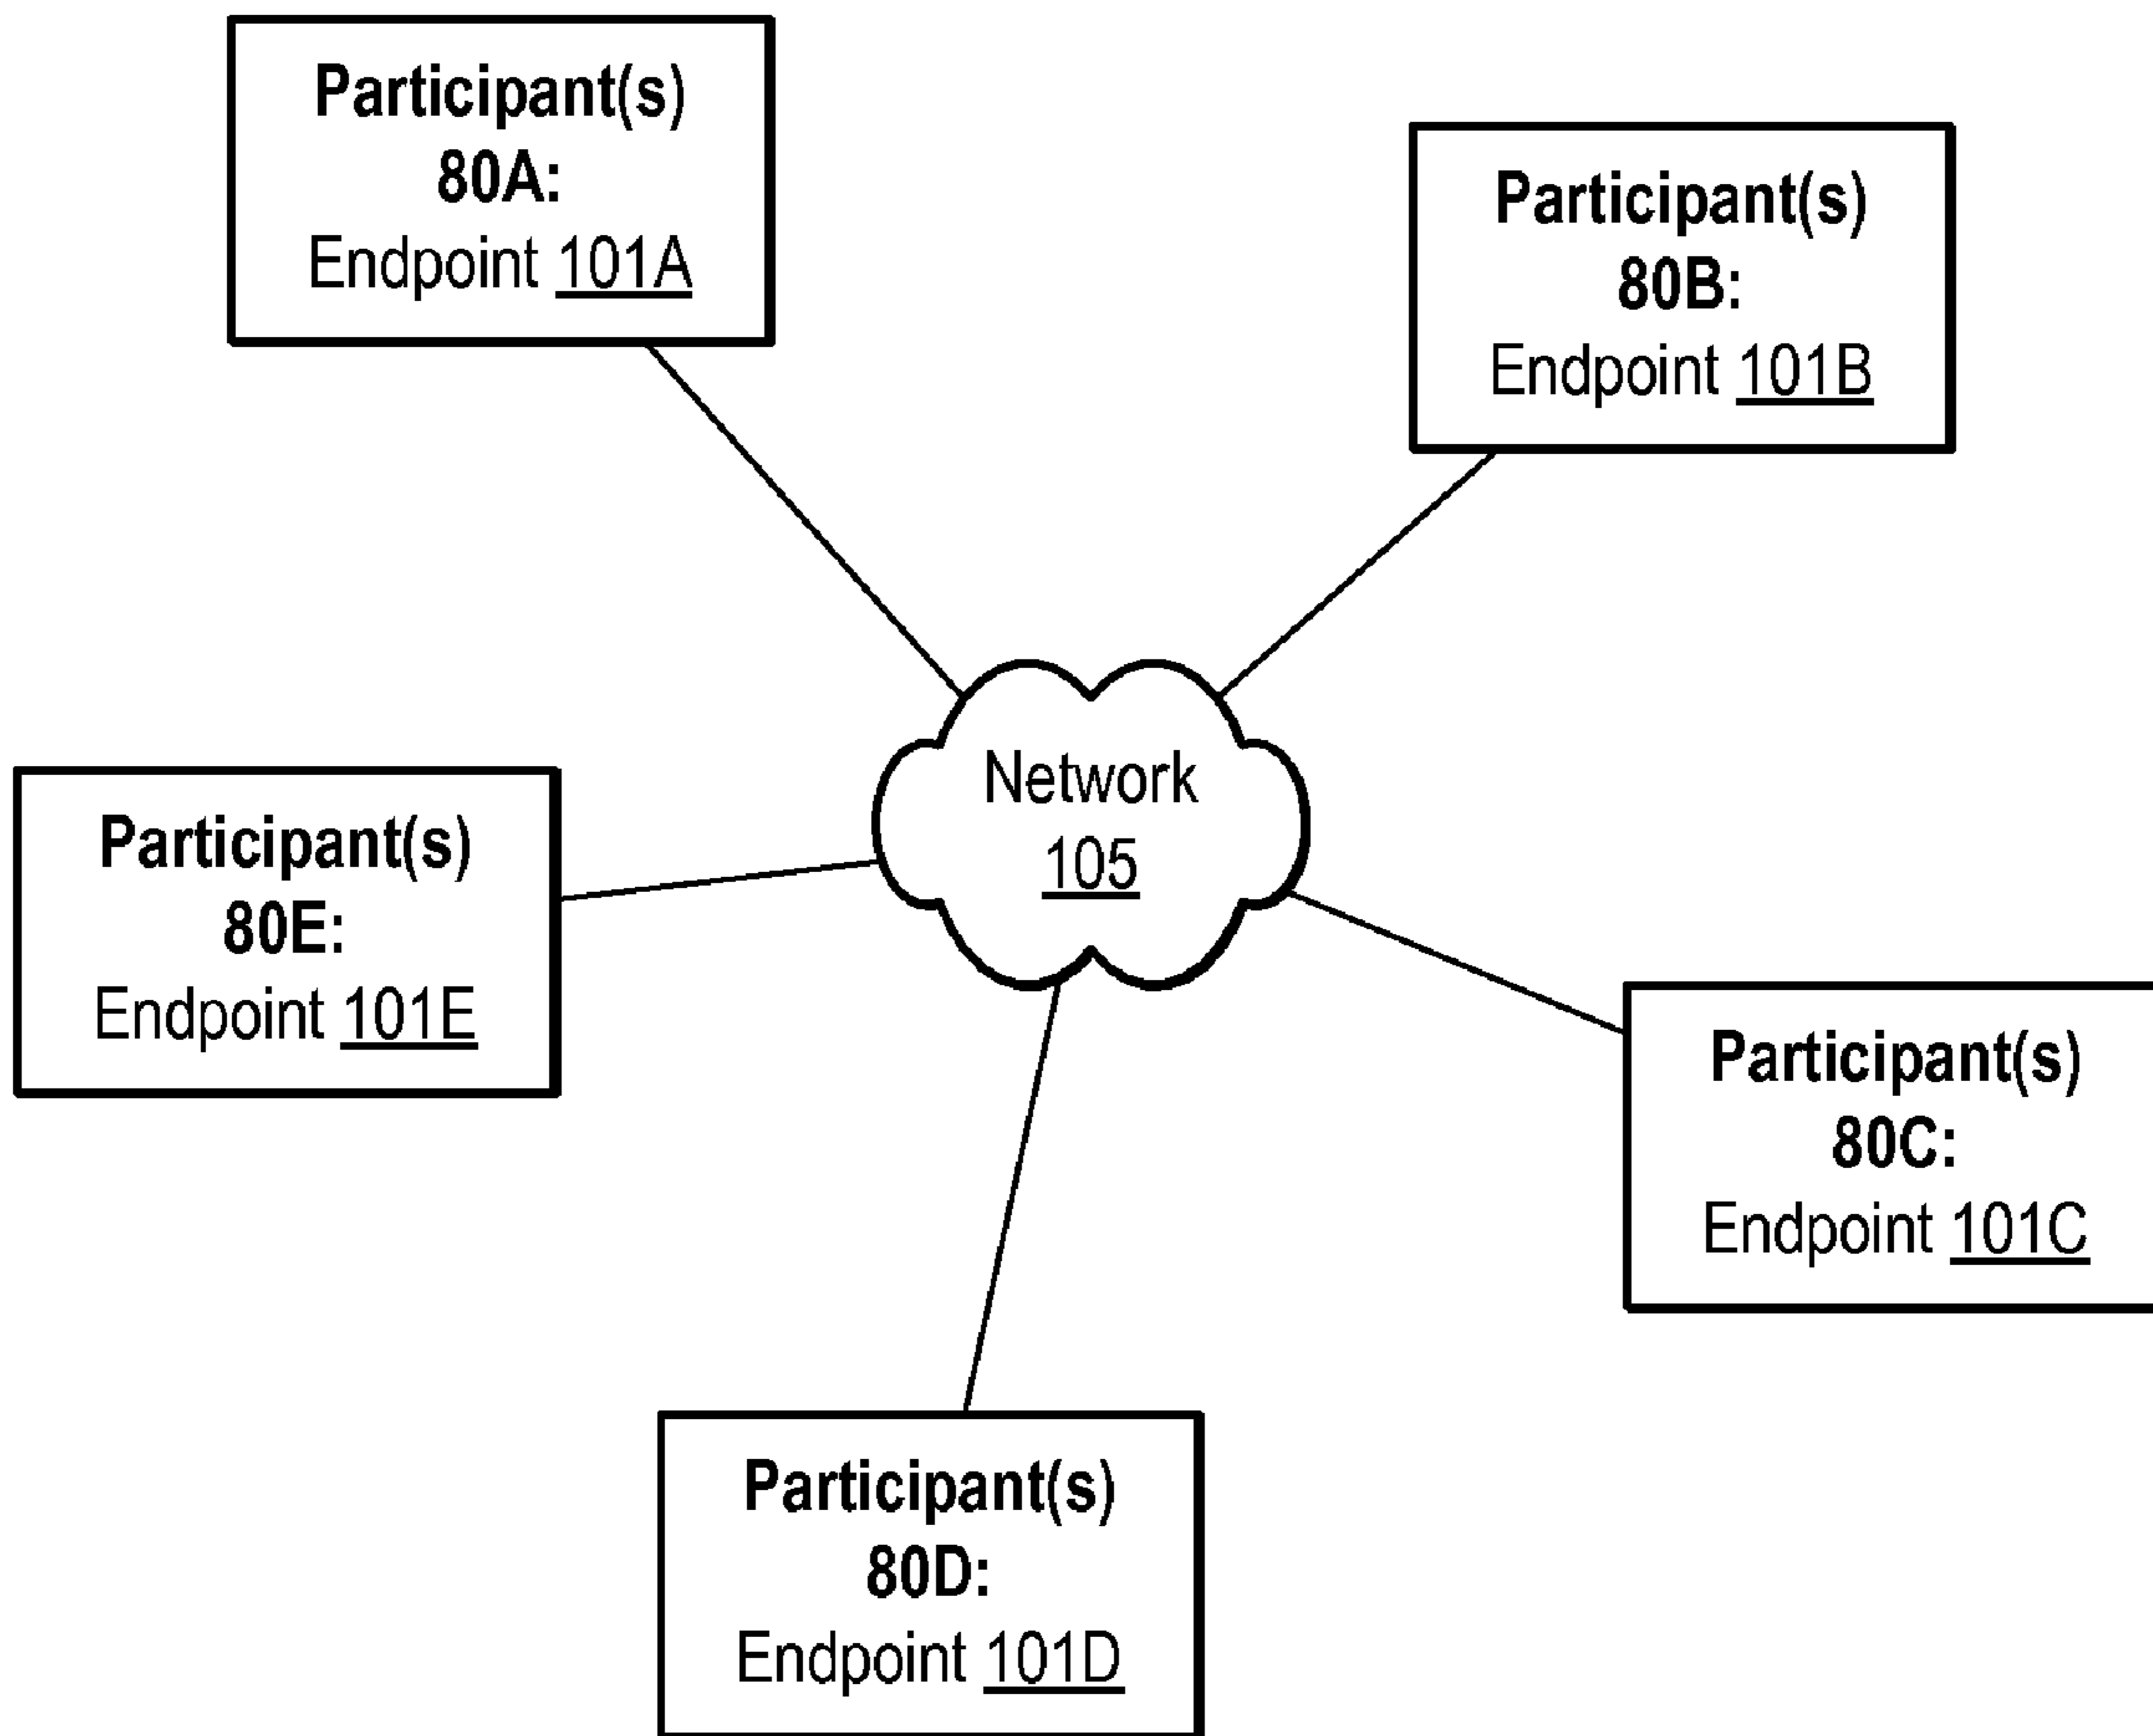 Participant(s)
80A:
Endpoint 101A
Participant(s)
80B:
Endpoint 101B
Network
105
Participant(s)
80E:
Endpoint 101E
Participant(s)
80C:
Endpoint 101C
Participant(s)
80D:
Endpoint 101D